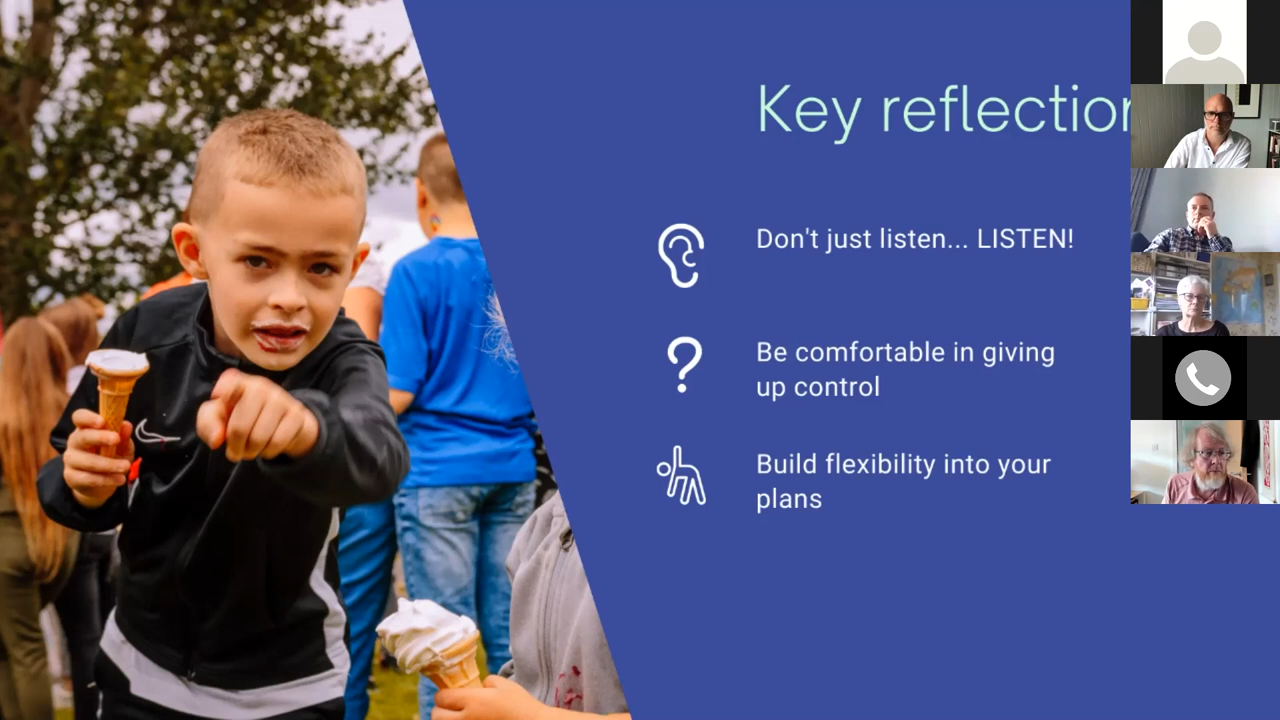 Key reflection
Don't just listen... LISTEN!
Be comfortable in giving
up control
Build flexibility into your
plans